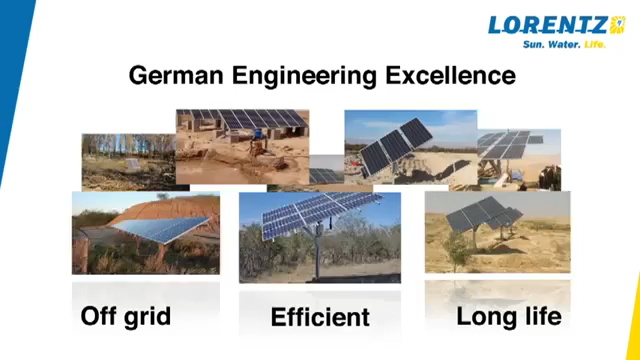 LORENTZ
Sun. Water. Life.
German Engineering Excellence
Off grid
Efficient
Long life